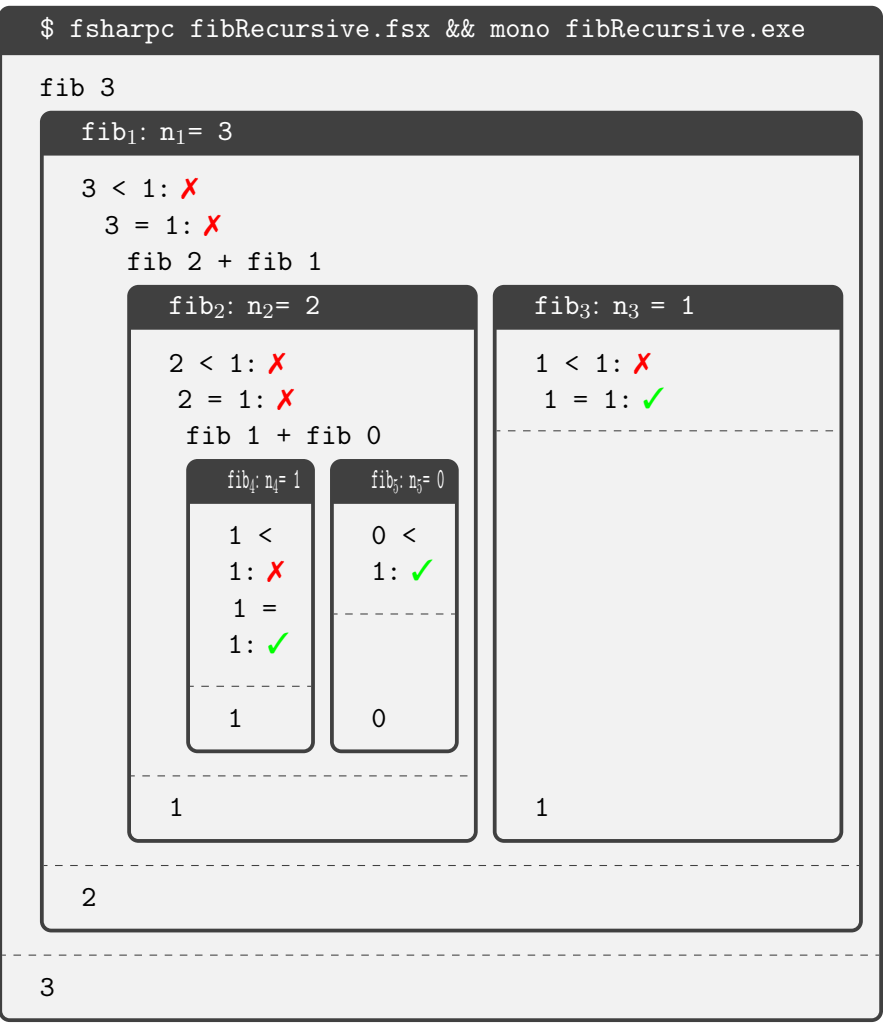 $ fsharpc fibRecursive.fsx && mono fibRecursive.exe
fib 3
fib₁: n₁= 3
3 < 1: ✗
3 = 1: ✗
fib 2 + fib 1
fib₂: n₂= 2
2 < 1: ✗
2 = 1: ✗
fib 1 + fib 0
fib₄: n₄= 1
1 <
1: ✗
1 =
1: ✓
1
fib₅: n₅= 0
0 <
1: ✓
0
1
fib₃: n₃ = 1
1 < 1: ✗
1 = 1: ✓
1
2
3